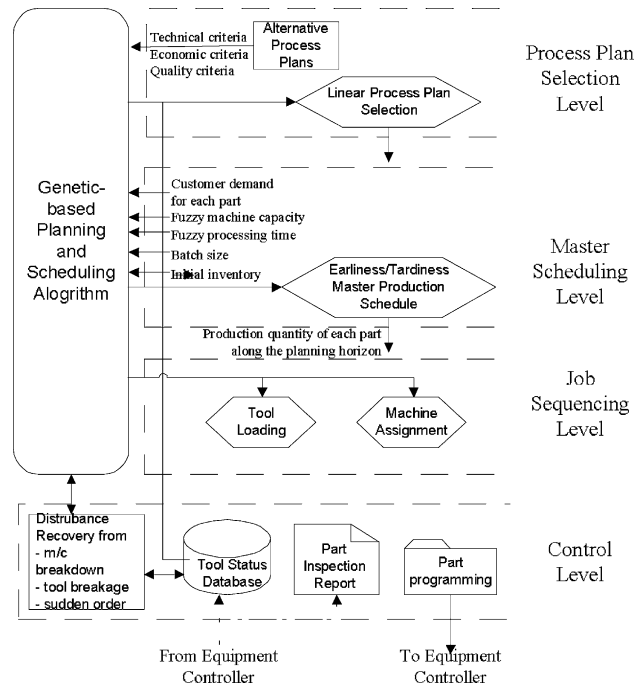 Technical criteria
Economic criteria
Quality criteria
Alternative
Process
Plans
Process Plan
Selection
Level
Linear Process Plan
Selection
Genetic-
based
Planning
and
Scheduling
Alogrithm
Customer demand
for each part
Fuzzy machine capacity
Fuzzy processing time
Batch size
Initial inventory
Earliness/Tardiness
Master Production
Schedule
Master
Scheduling
Level
Production quantity of each part
along the planning horizon
Tool
Loading
Machine
Assignment
Job
Sequencing
Level
Distrubance
Recovery from
- m/c
breakdown
- tool breakage
- sudden order
Tool Status
Database
Part
Inspection
Report
Part
programming
Control
Level
From Equipment
Controller
To Equipment
Controller